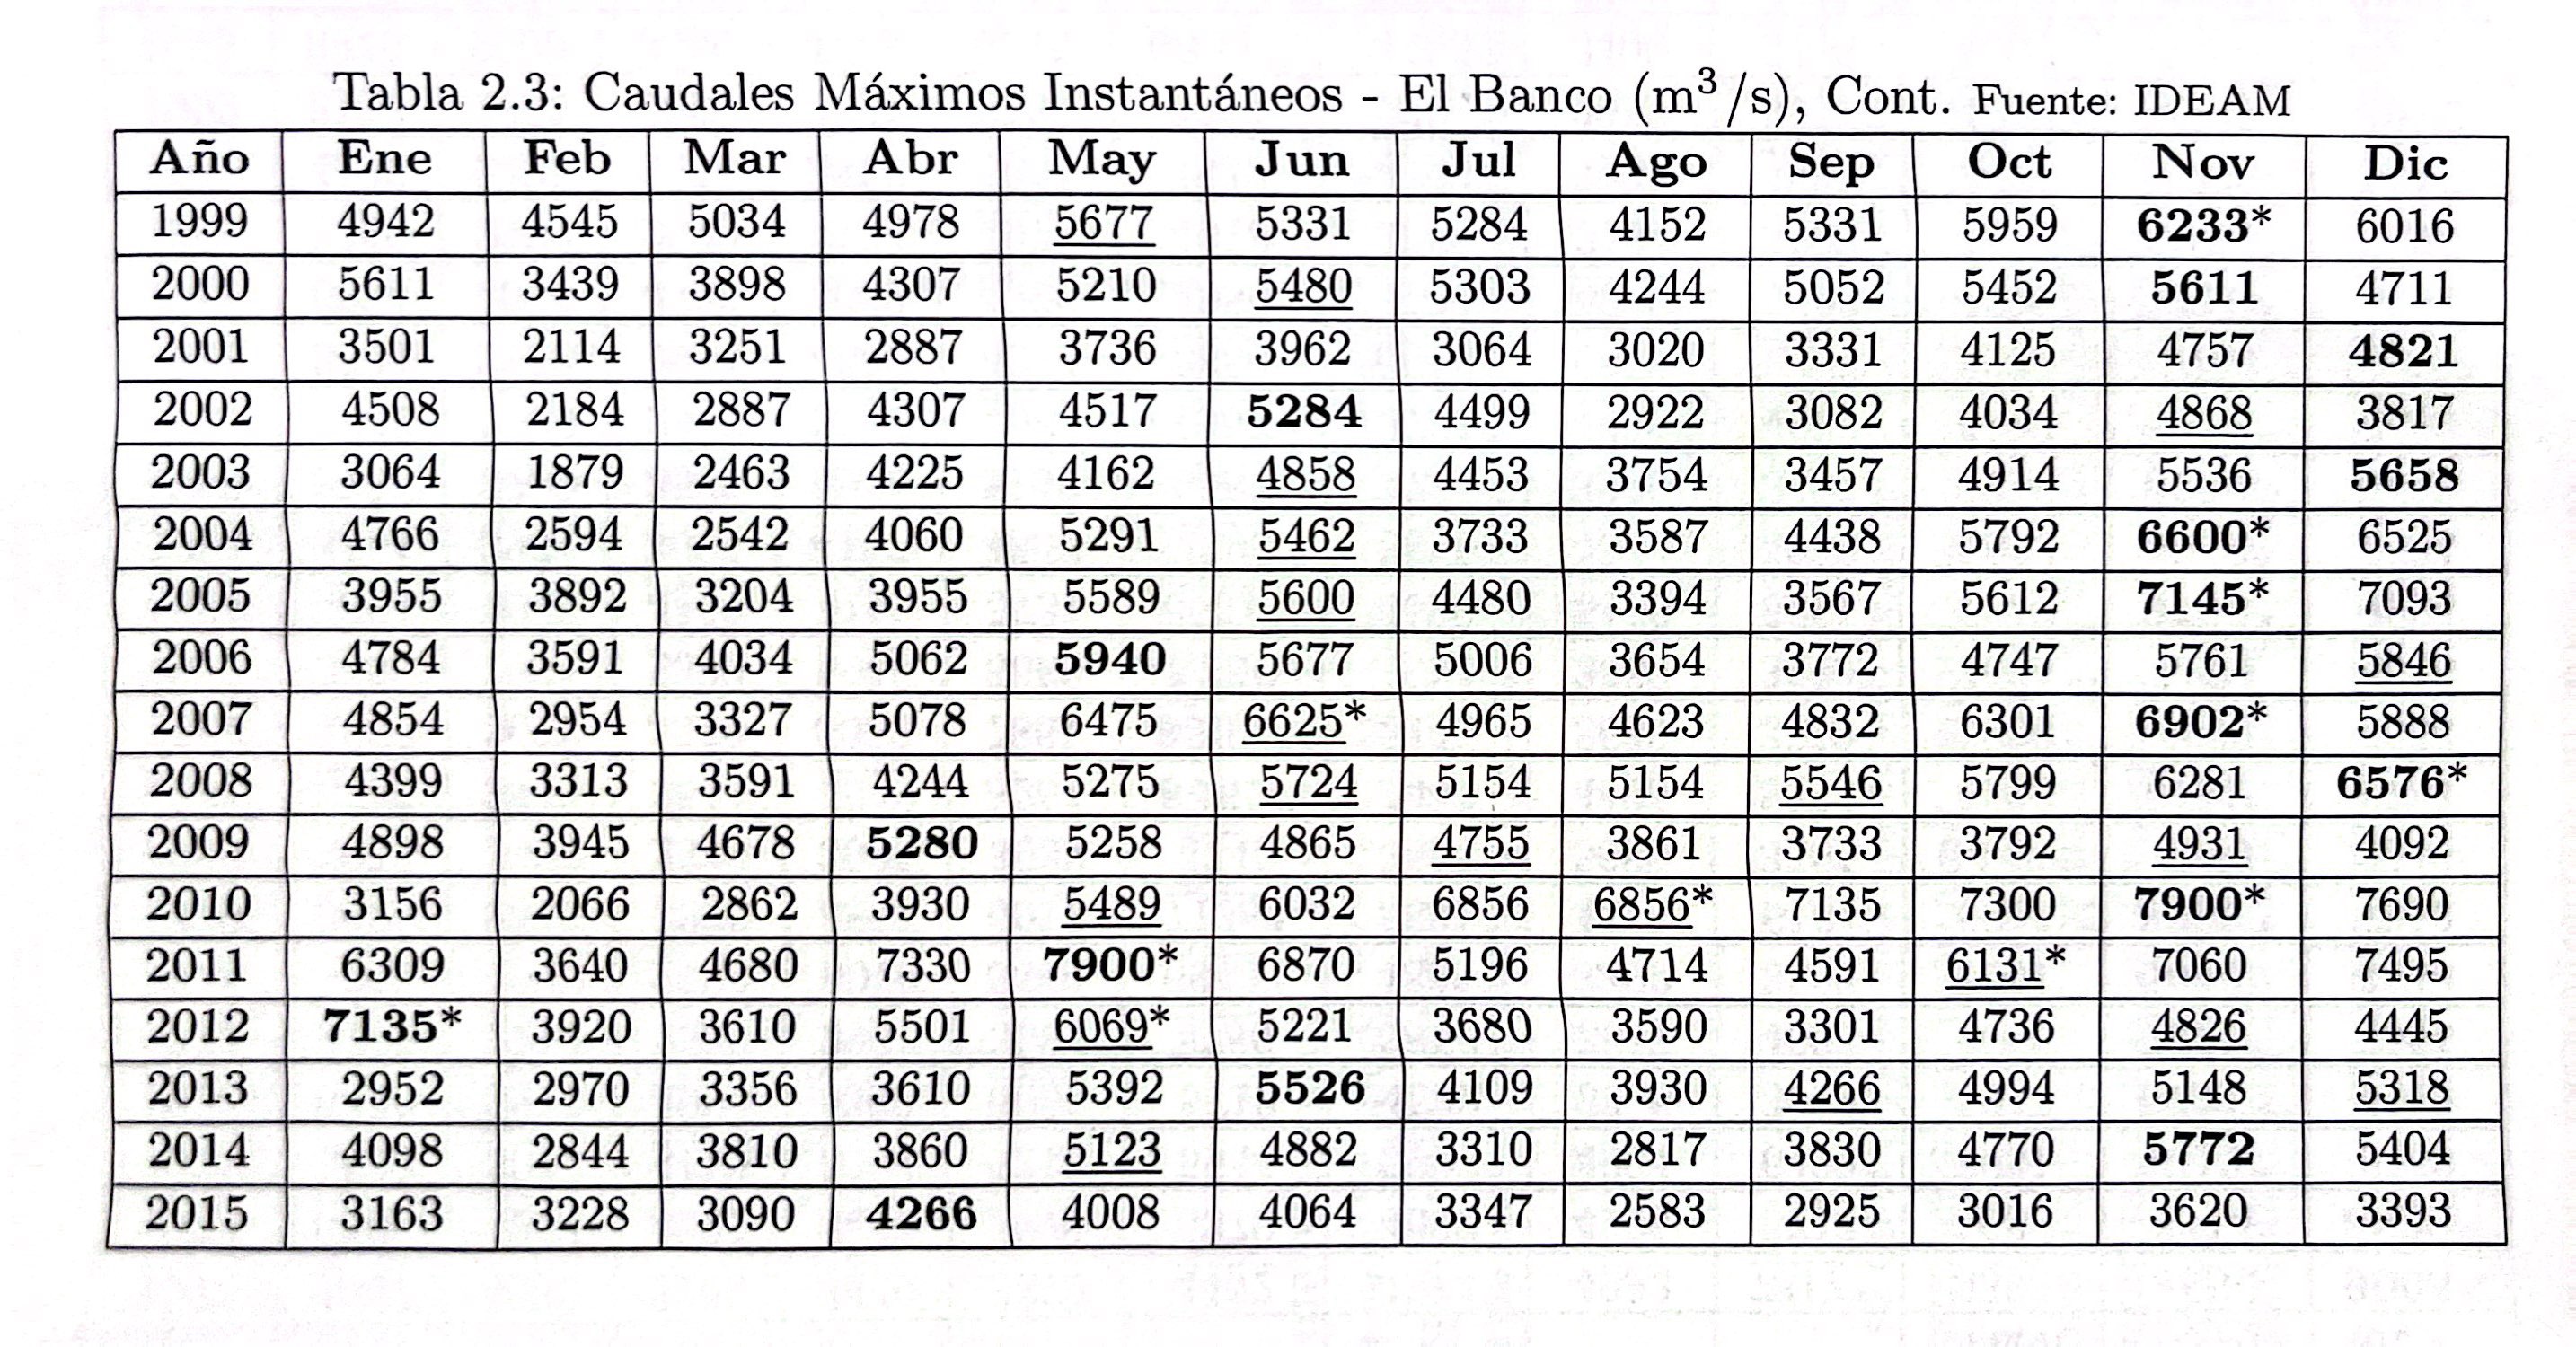 Tabla 2.3: Caudales Máximos Instantáneos - El Banco (m³/s), Cont. Fuente: IDEAM
Año Ene Feb Mar Abr May Jun Jul Ago Sep Oct Nov Dic
1999 4942 4545 5034 4978 5677 5331 5284 4152 5331 5959 6233* 6016
2000 5611 3439 3898 4307 5210 5480 5303 4244 5052 5452 5611 4711
2001 3501 2114 3251 2887 3736 3962 3064 3020 3331 4125 4757 4821
2002 4508 2184 2887 4307 4517 5284 4499 2922 3082 4034 4868 3817
2003 3064 1879 2463 4225 4162 4858 4453 3754 3457 4914 5536 5658
2004 4766 2594 2542 4060 5291 5462 3733 3587 4438 5792 6600* 6525
2005 3955 3892 3204 3955 5589 5600 4480 3394 3567 5612 7145* 7093
2006 4784 3591 4034 5062 5940 5677 5006 3654 3772 4747 5761 5846
2007 4854 2954 3327 5078 6475 6625* 4965 4623 4832 6301 6902* 5888
2008 4399 3313 3591 4244 5275 5724 5154 5154 5546 5799 6281 6576*
2009 4898 3945 4678 5280 5258 4865 4755 3861 3733 3792 4931 4092
2010 3156 2066 2862 3930 5489 6032 6856 6856* 7135 7300 7900* 7690
2011 6309 3640 4680 7330 7900* 6870 5196 4714 4591 6131* 7060 7495
2012 7135* 3920 3610 5501 6069* 5221 3680 3590 3301 4736 4826 4445
2013 2952 2970 3356 3610 5392 5526 4109 3930 4266 4994 5148 5318
2014 4098 2844 3810 3860 5123 4882 3310 2817 3830 4770 5772 5404
2015 3163 3228 3090 4266 4008 4064 3347 2583 2925 3016 3620 3393